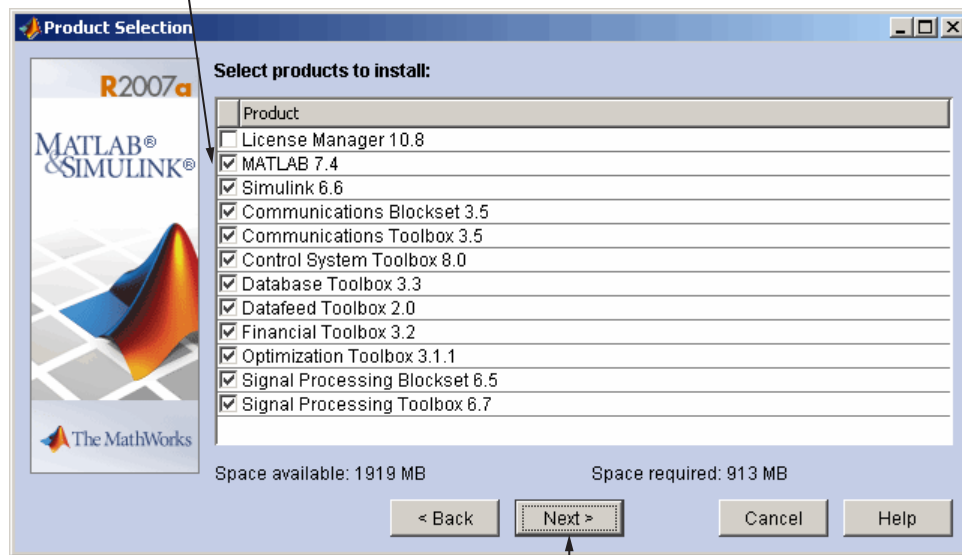 Product Selection
R2007a
MATLAB®
&SIMULINK®
The MathWorks
Select products to install:
Product
License Manager 10.8
MATLAB 7.4
Simulink 6.6
Communications Blockset 3.5
Communications Toolbox 3.5
Control System Toolbox 8.0
Database Toolbox 3.3
Datafeed Toolbox 2.0
Financial Toolbox 3.2
Optimization Toolbox 3.1.1
Signal Processing Blockset 6.5
Signal Processing Toolbox 6.7
Space available: 1919 MB Space required: 913 MB
< Back Next > Cancel Help